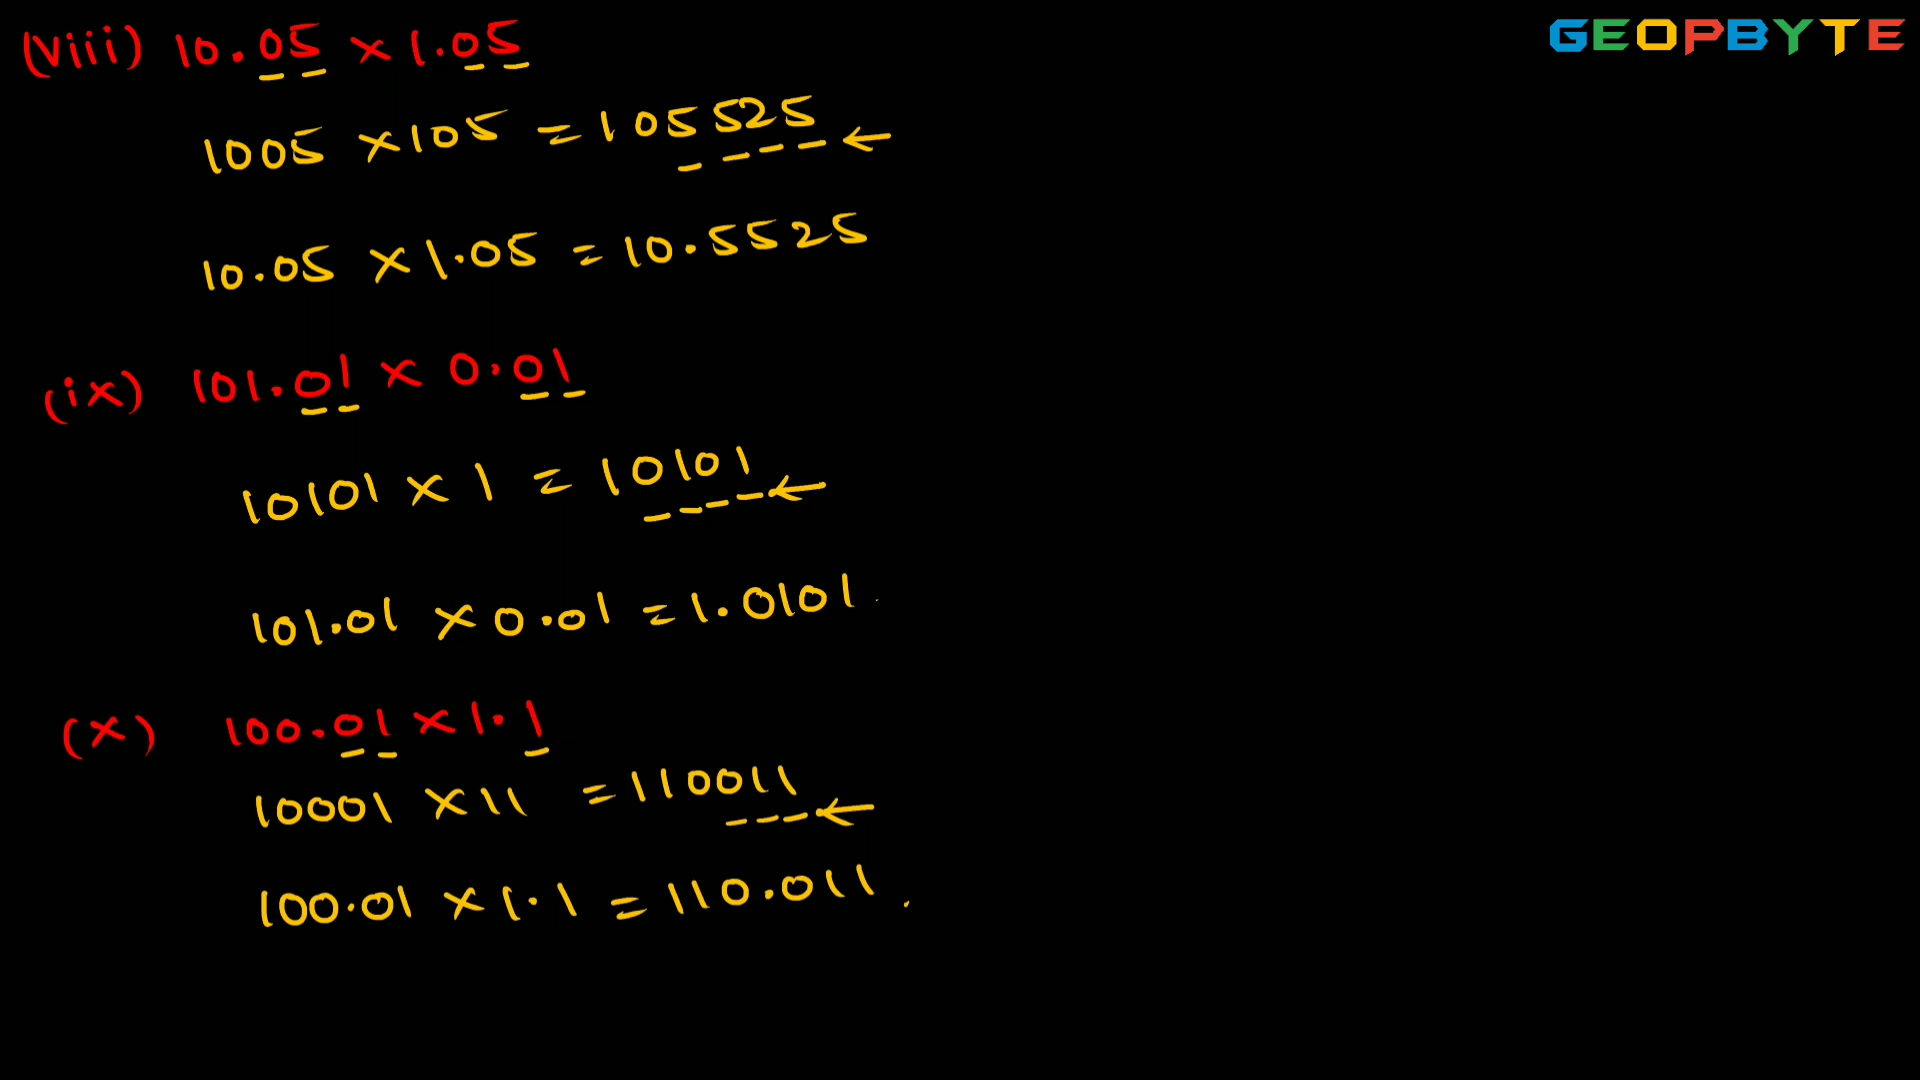 GEOPBYTE
(viii) 10.05 × 1.05
1005 × 105 = 105525 ←
10.05 × 1.05 = 10.5525
(ix) 101.01 × 0.01
10101 × 1 = 10101 ←
101.01 × 0.01 = 1.0101.
(x) 100.01 × 1.1
10001 × 11 = 110011 ←
100.01 × 1.1 = 110.011.